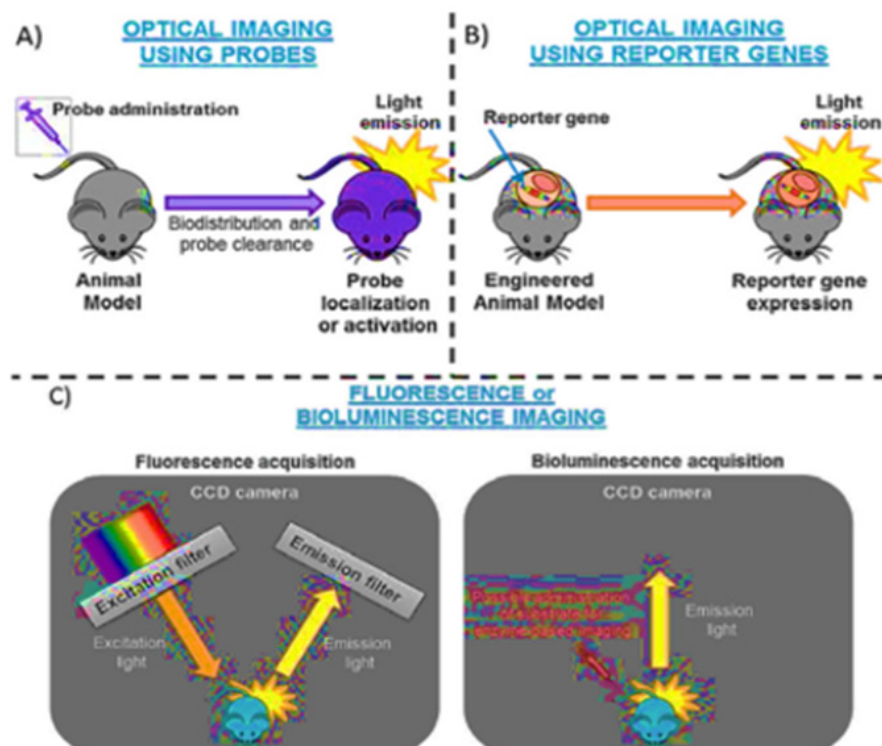 A)
OPTICAL IMAGING
USING PROBES
Probe administration
Light
emission
Biodistribution and
probe clearance
Animal
Model
Probe
localization
or activation
B)
OPTICAL IMAGING
USING REPORTER GENES
Reporter gene
Light
emission
Engineered
Animal Model
Reporter gene
expression
C)
FLUORESCENCE or
BIOLUMINESCENCE IMAGING
Fluorescence acquisition
CCD camera
Excitation filter
Emission filter
Excitation
light
Emission
light
Bioluminescence acquisition
CCD camera
Emission
light